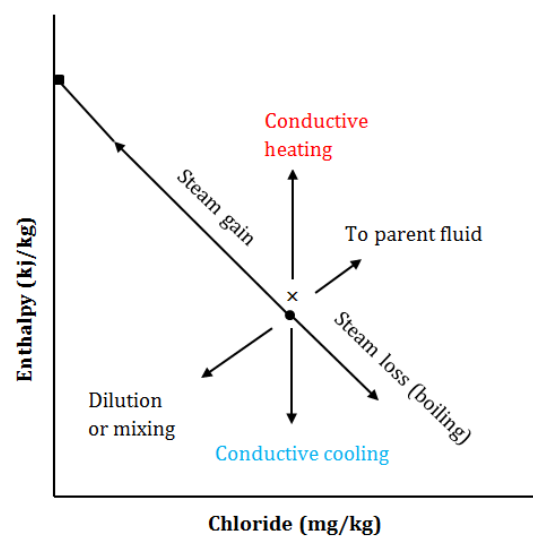 Conductive
heating
Steam gain
To parent fluid
×
Steam loss (boiling)
Dilution
or mixing
Conductive cooling
Enthalpy (kj/kg)
Chloride (mg/kg)